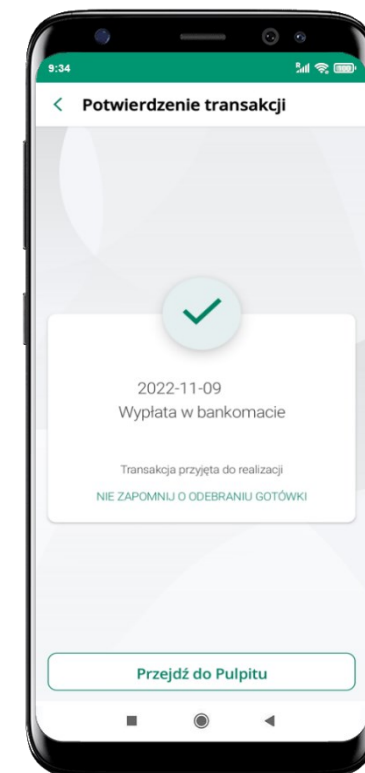 9:34
Potwierdzenie transakcji
2022-11-09
Wypłata w bankomacie
Transakcja przyjęta do realizacji
NIE ZAPOMNIJ O ODEBRANIU GOTÓWKI
Przejdź do Pulpitu